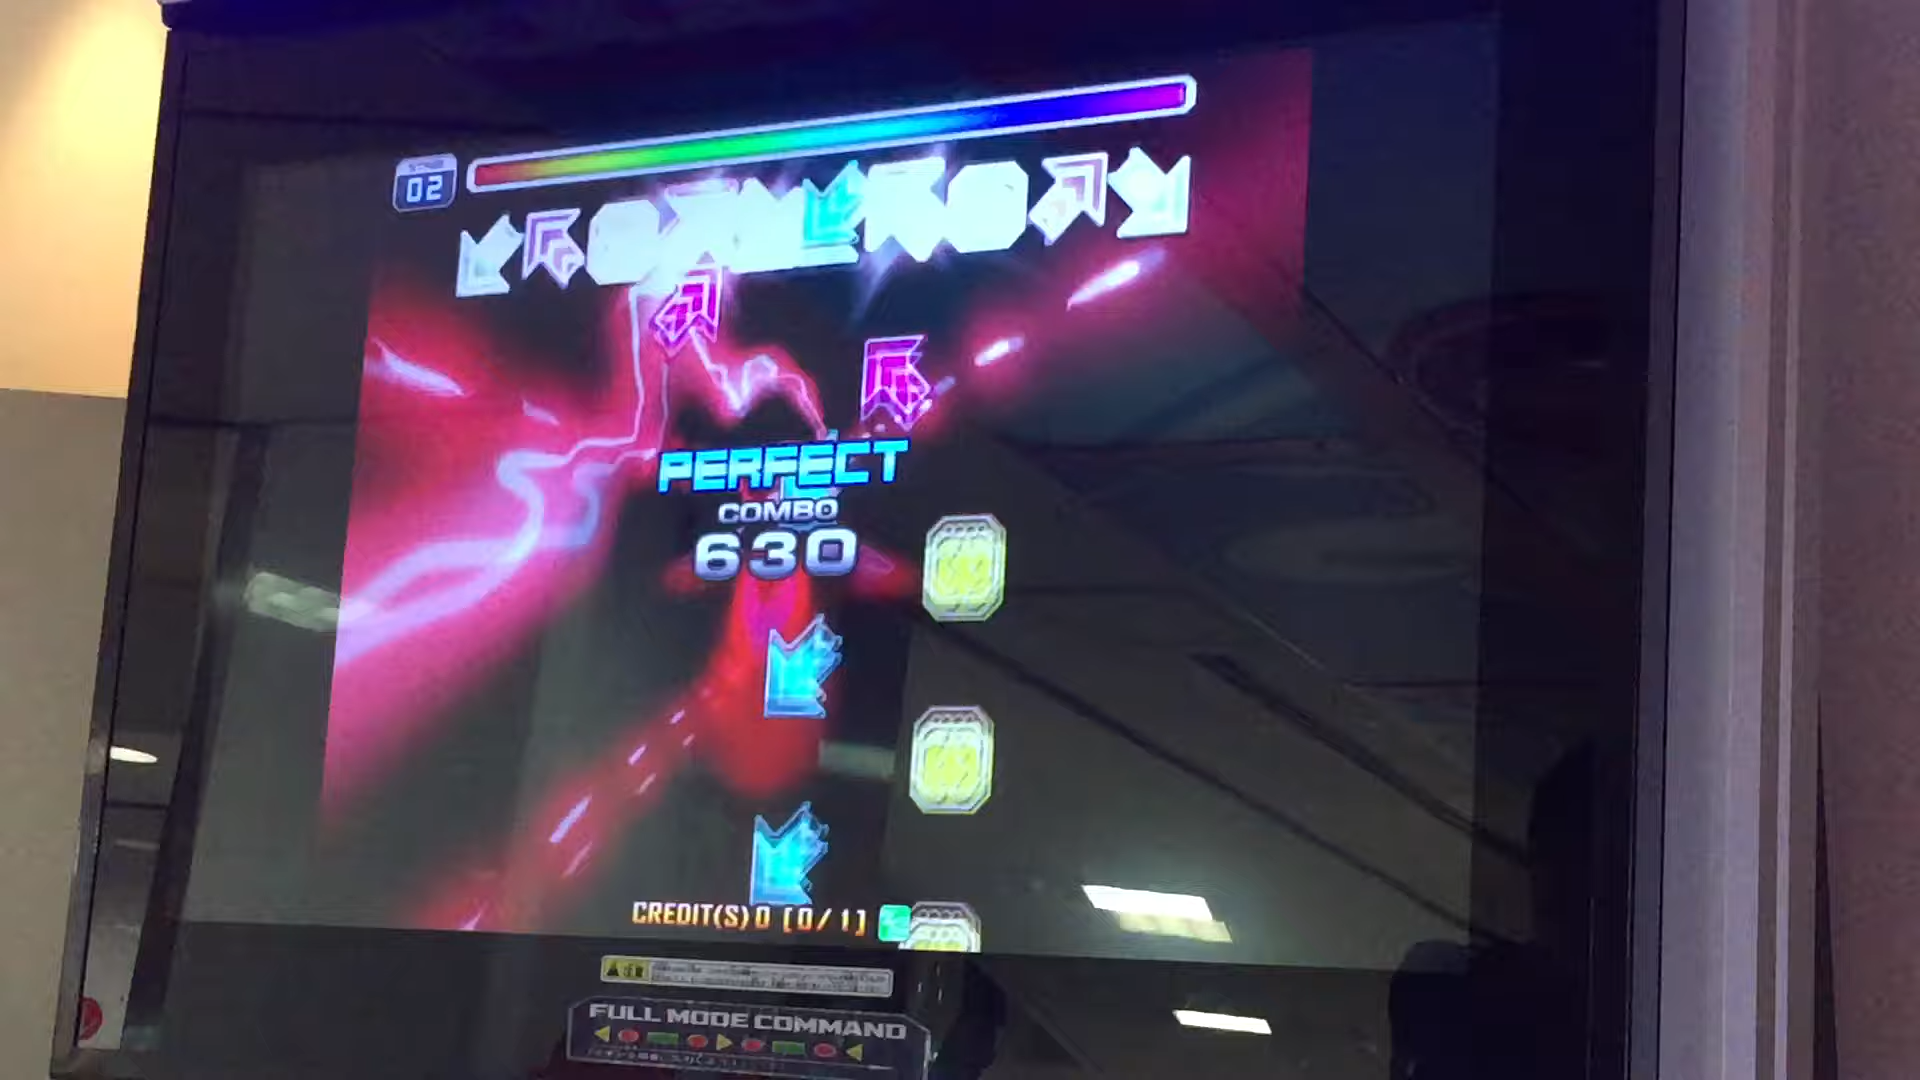 02
PERFECT
COMBO
630
CREDIT(S) 0 [0/1]
FULL MODE COMMAND